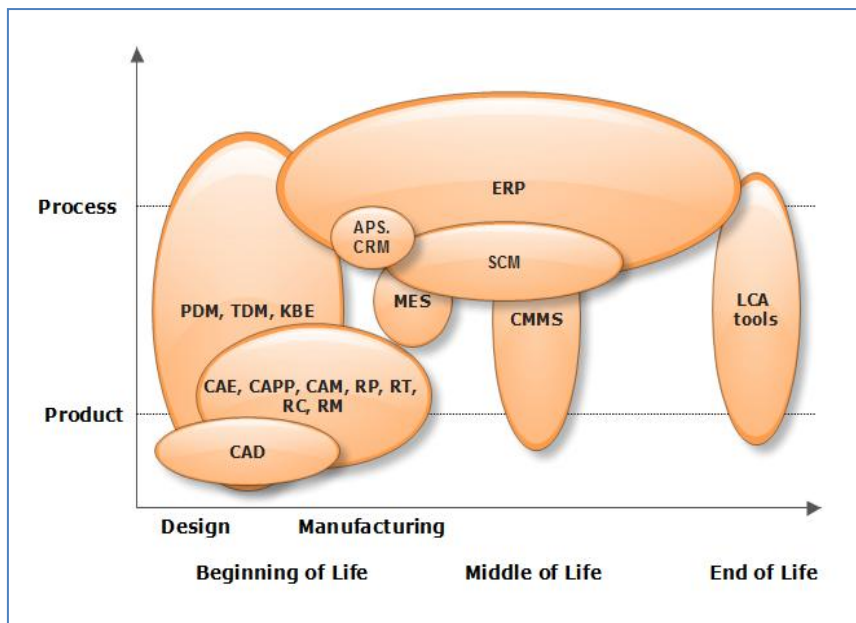 ERP
Process
APS.
CRM
SCM
PDM, TDM, KBE
MES
CMMS
LCA
tools
CAE, CAPP, CAM, RP, RT,
RC, RM
Product
CAD
Design
Manufacturing
Beginning of Life
Middle of Life
End of Life